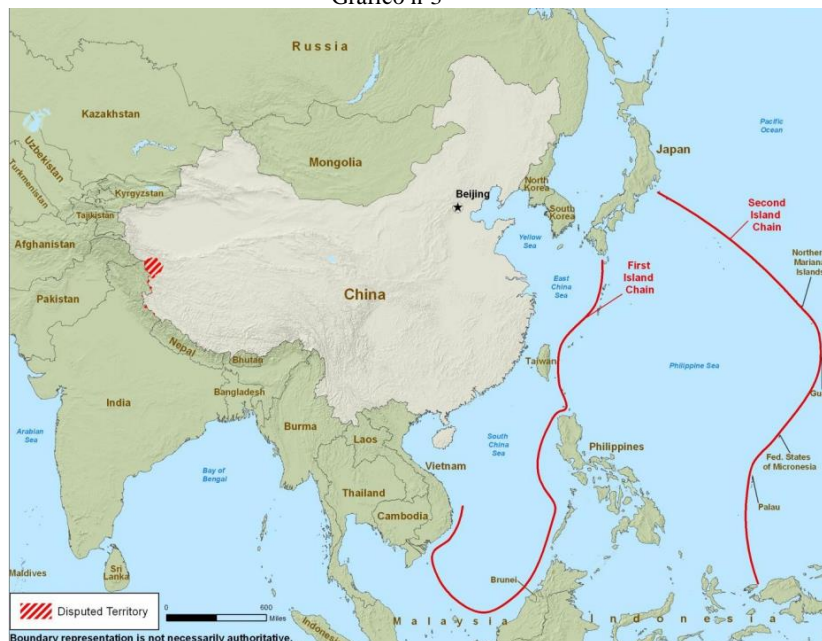 Gráfico nº3
Russia
Kazakhstan
Mongolia
Uzbekistan
Turkmenistan
Kyrgyzstan
Tajikistan
Afghanistan
Pakistan
Beijing
North
Korea
South
Korea
Japan
Pacific
Ocean
Yellow
Sea
East
China
Sea
First
Island
Chain
Second
Island
Chain
Northern
Mariana
Islands
China
Nepal
Bhutan
India
Bangladesh
Burma
Laos
Vietnam
Thailand
Cambodia
Taiwan
Philippine Sea
South
China
Sea
Philippines
Fed. States
of Micronesia
Palau
Arabian
Sea
Bay of
Bengal
Sri
Lanka
Maldives
Brunei
Malaysia
Indonesia
Disputed Territory
0
600
Miles
Boundary representation is not necessarily authoritative.